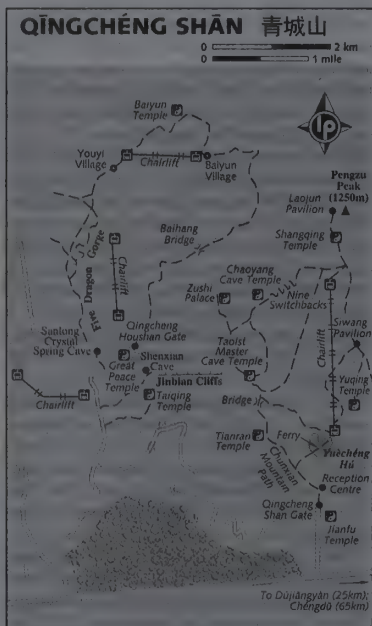 QĪNGCHÉNG SHĀN 青城山
0 2 km
0 1 mile
lp
Baiyun
Temple
Youyi
Village
Chairlift
Baiyun
Village
Pengzu
Peak
(1250m)
Laojun
Pavilion
Shangqing
Temple
Baihang
Bridge
Five Dragon Gorge
Chairlift
Chaoyang
Cave Temple
Zushi
Palace
Nine
Switchbacks
Siwang
Pavilion
Chairlift
Qingcheng
Houshan Gate
Sanlong
Crystal
Spring Cave
Great
Peace
Temple
Shenxian
Cave
Jinbian Cliffs
Taoist
Master
Cave Temple
Yuqing
Temple
Chairlift
Taiqing
Temple
Bridge
Tianran
Temple
Ferry
Yuèchéng
Hú
Chunxian
Mountain
Path
Reception
Centre
Qingcheng
Shan Gate
Jianfu
Temple
To Dūjiāngyàn (25km);
Chéngdū (65km)